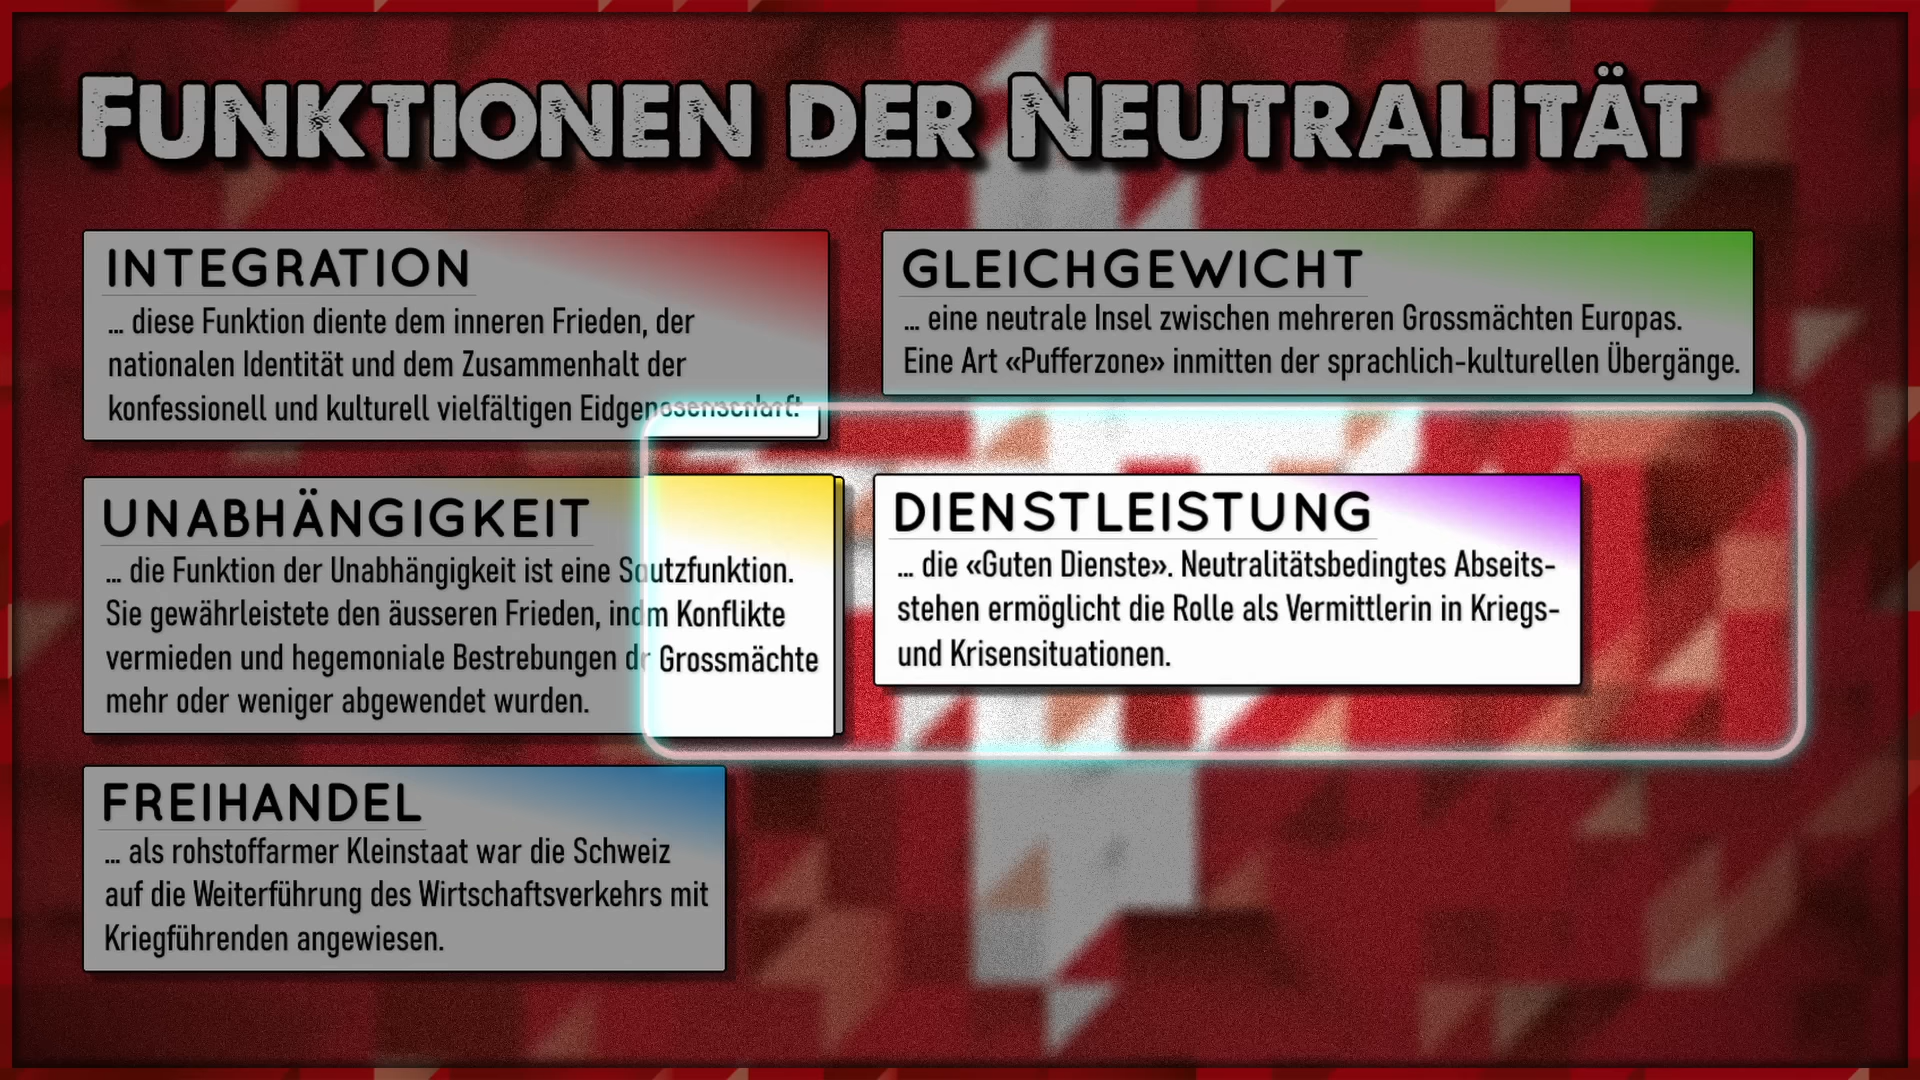 FUNKTIONEN DER NEUTRALITÄT
INTEGRATION
... diese Funktion diente dem inneren Frieden, der
nationalen Identität und dem Zusammenhalt der
konfessionell und kulturell vielfältigen
GLEICHGEWICHT
... eine neutrale Insel zwischen mehreren Grossmächten Europas.
Eine Art «Pufferzone» inmitten der sprachlich-kulturellen Übergänge.
UNABHÄNGIGKEIT
... die Funktion der Unabhängigkeit ist eine
Sie gewährleistete den äusseren Frieden, Konflikte
vermieden und hegemoniale Bestrebungen Grossmächte
mehr oder weniger abgewendet wurden.
DIENSTLEISTUNG
... die «Guten Dienste». Neutralitätsbedingtes Abseits-
stehen ermöglicht die Rolle als Vermittlerin in Kriegs-
und Krisensituationen.
FREIHANDEL
... als rohstoffarmer Kleinstaat war die Schweiz
auf die Weiterführung des Wirtschaftsverkehrs mit
Kriegführenden angewiesen.